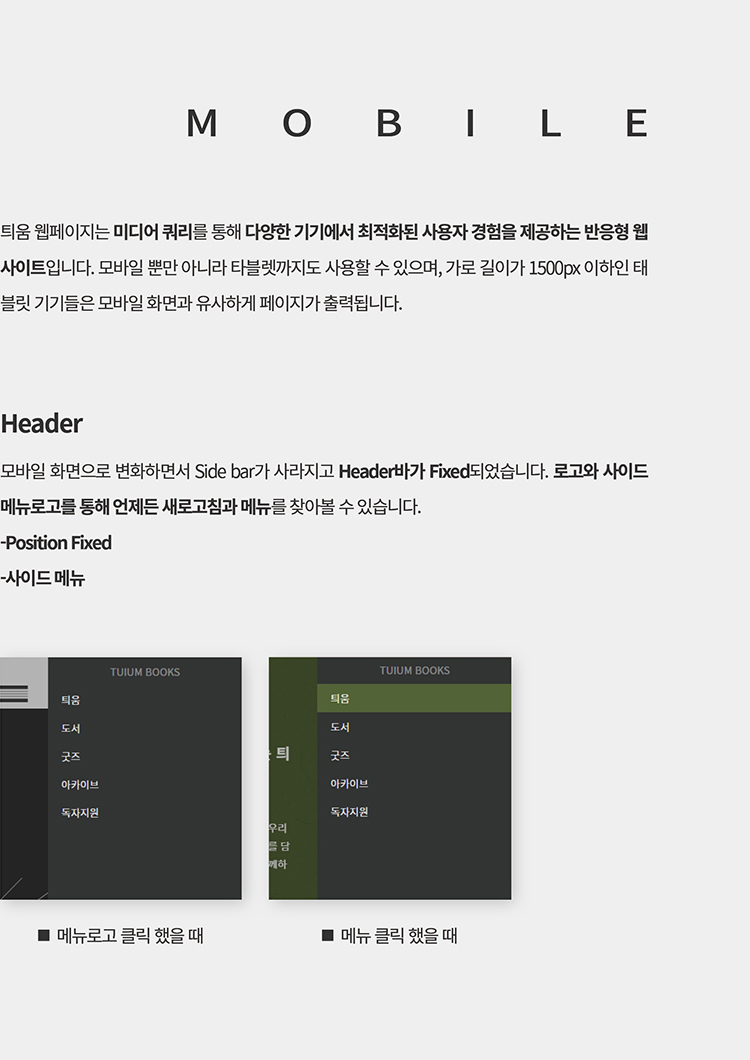 MOBILE
틔움 웹페이지는 미디어 쿼리를 통해 다양한 기기에서 최적화된 사용자 경험을 제공하는 반응형 웹
사이트입니다. 모바일 뿐만 아니라 타블렛까지도 사용할 수 있으며, 가로 길이가 1500px 이하인 태
블릿 기기들은 모바일 화면과 유사하게 페이지가 출력됩니다.
Header
모바일 화면으로 변화하면서 Side bar가 사라지고 Header바가 Fixed되었습니다. 로고와 사이드
메뉴로고를 통해 언제든 새로고침과 메뉴를 찾아볼 수 있습니다.
-Position Fixed
-사이드 메뉴
TUIUM BOOKS
틔움
도서
굿즈
아카이브
독자지원
TUIUM BOOKS
틔움
도서
굿즈
아카이브
독자지원
틔
우리
를 담
께하
■ 메뉴로고 클릭 했을 때
■ 메뉴 클릭 했을 때